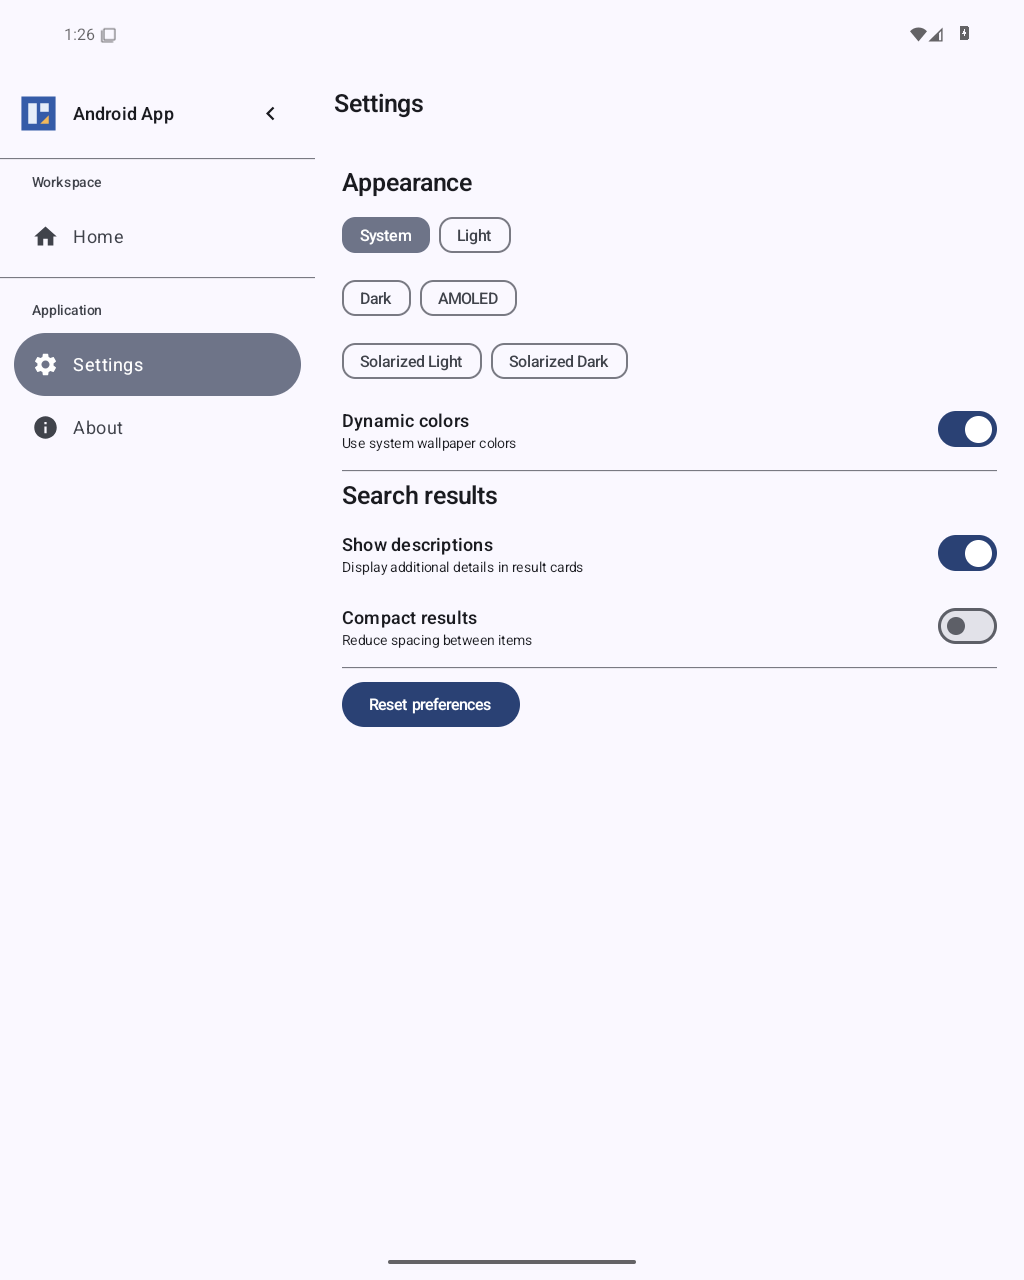 1:26
Android App
Workspace
Home
Application
Settings
About
Settings
Appearance
System
Light
Dark
AMOLED
Solarized Light
Solarized Dark
Dynamic colors
Use system wallpaper colors
Search results
Show descriptions
Display additional details in result cards
Compact results
Reduce spacing between items
Reset preferences